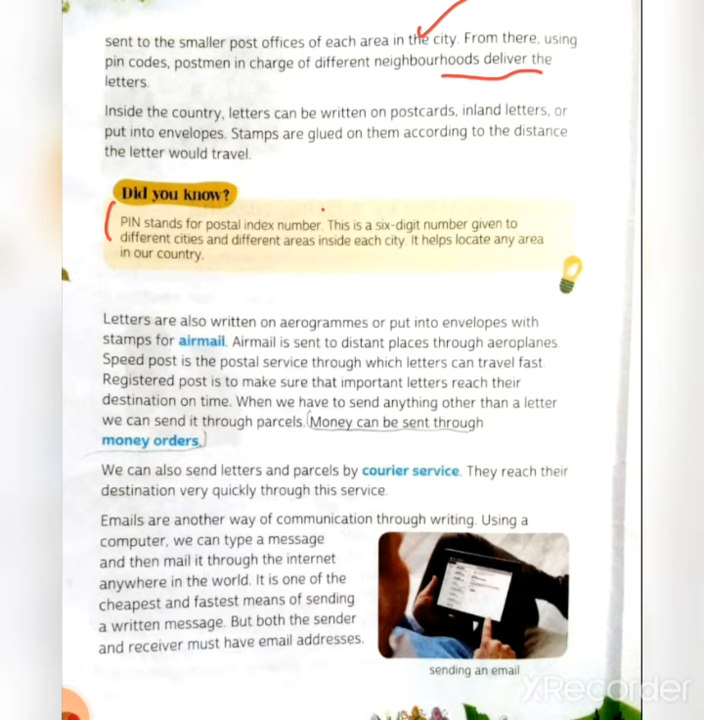 sent to the smaller post offices of each area in the city. From there, using
pin codes, postmen in charge of different neighbourhoods deliver the
letters.
Inside the country, letters can be written on postcards, inland letters, or
put into envelopes. Stamps are glued on them according to the distance
the letter would travel.
Did you know?
PIN stands for postal index number. This is a six-digit number given to
different cities and different areas inside each city. It helps locate any area
in our country.
Letters are also written on aerogrammes or put into envelopes with
stamps for airmail. Airmail is sent to distant places through aeroplanes.
Speed post is the postal service through which letters can travel fast.
Registered post is to make sure that important letters reach their
destination on time. When we have to send anything other than a letter
we can send it through parcels. Money can be sent through
money orders.
We can also send letters and parcels by courier service. They reach their
destination very quickly through this service.
Emails are another way of communication through writing. Using a
computer, we can type a message
and then mail it through the internet
anywhere in the world. It is one of the
cheapest and fastest means of sending
a written message. But both the sender
and receiver must have email addresses.
sending an email
XRecorder